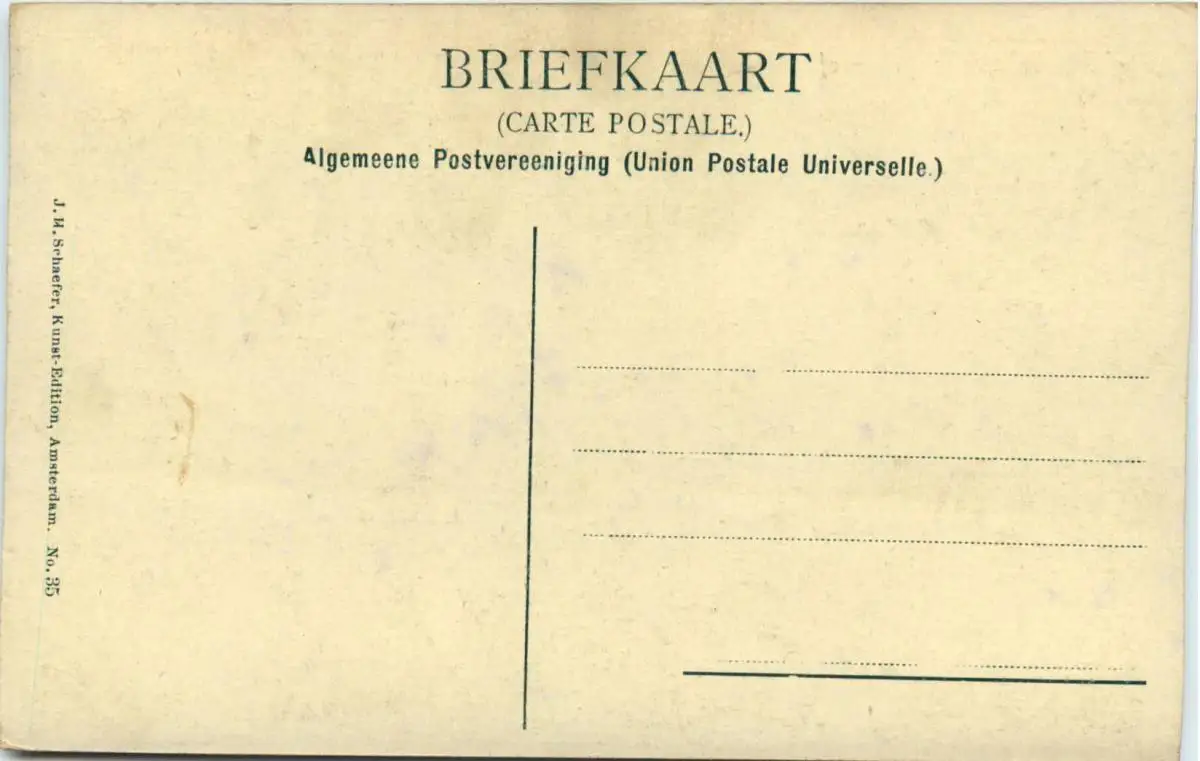 BRIEFKAART
(CARTE POSTALE.)
Algemeene Postvereeniging (Union Postale Universelle.)
J. H. Schaefer, Kunst-Edition, Amsterdam. No. 35